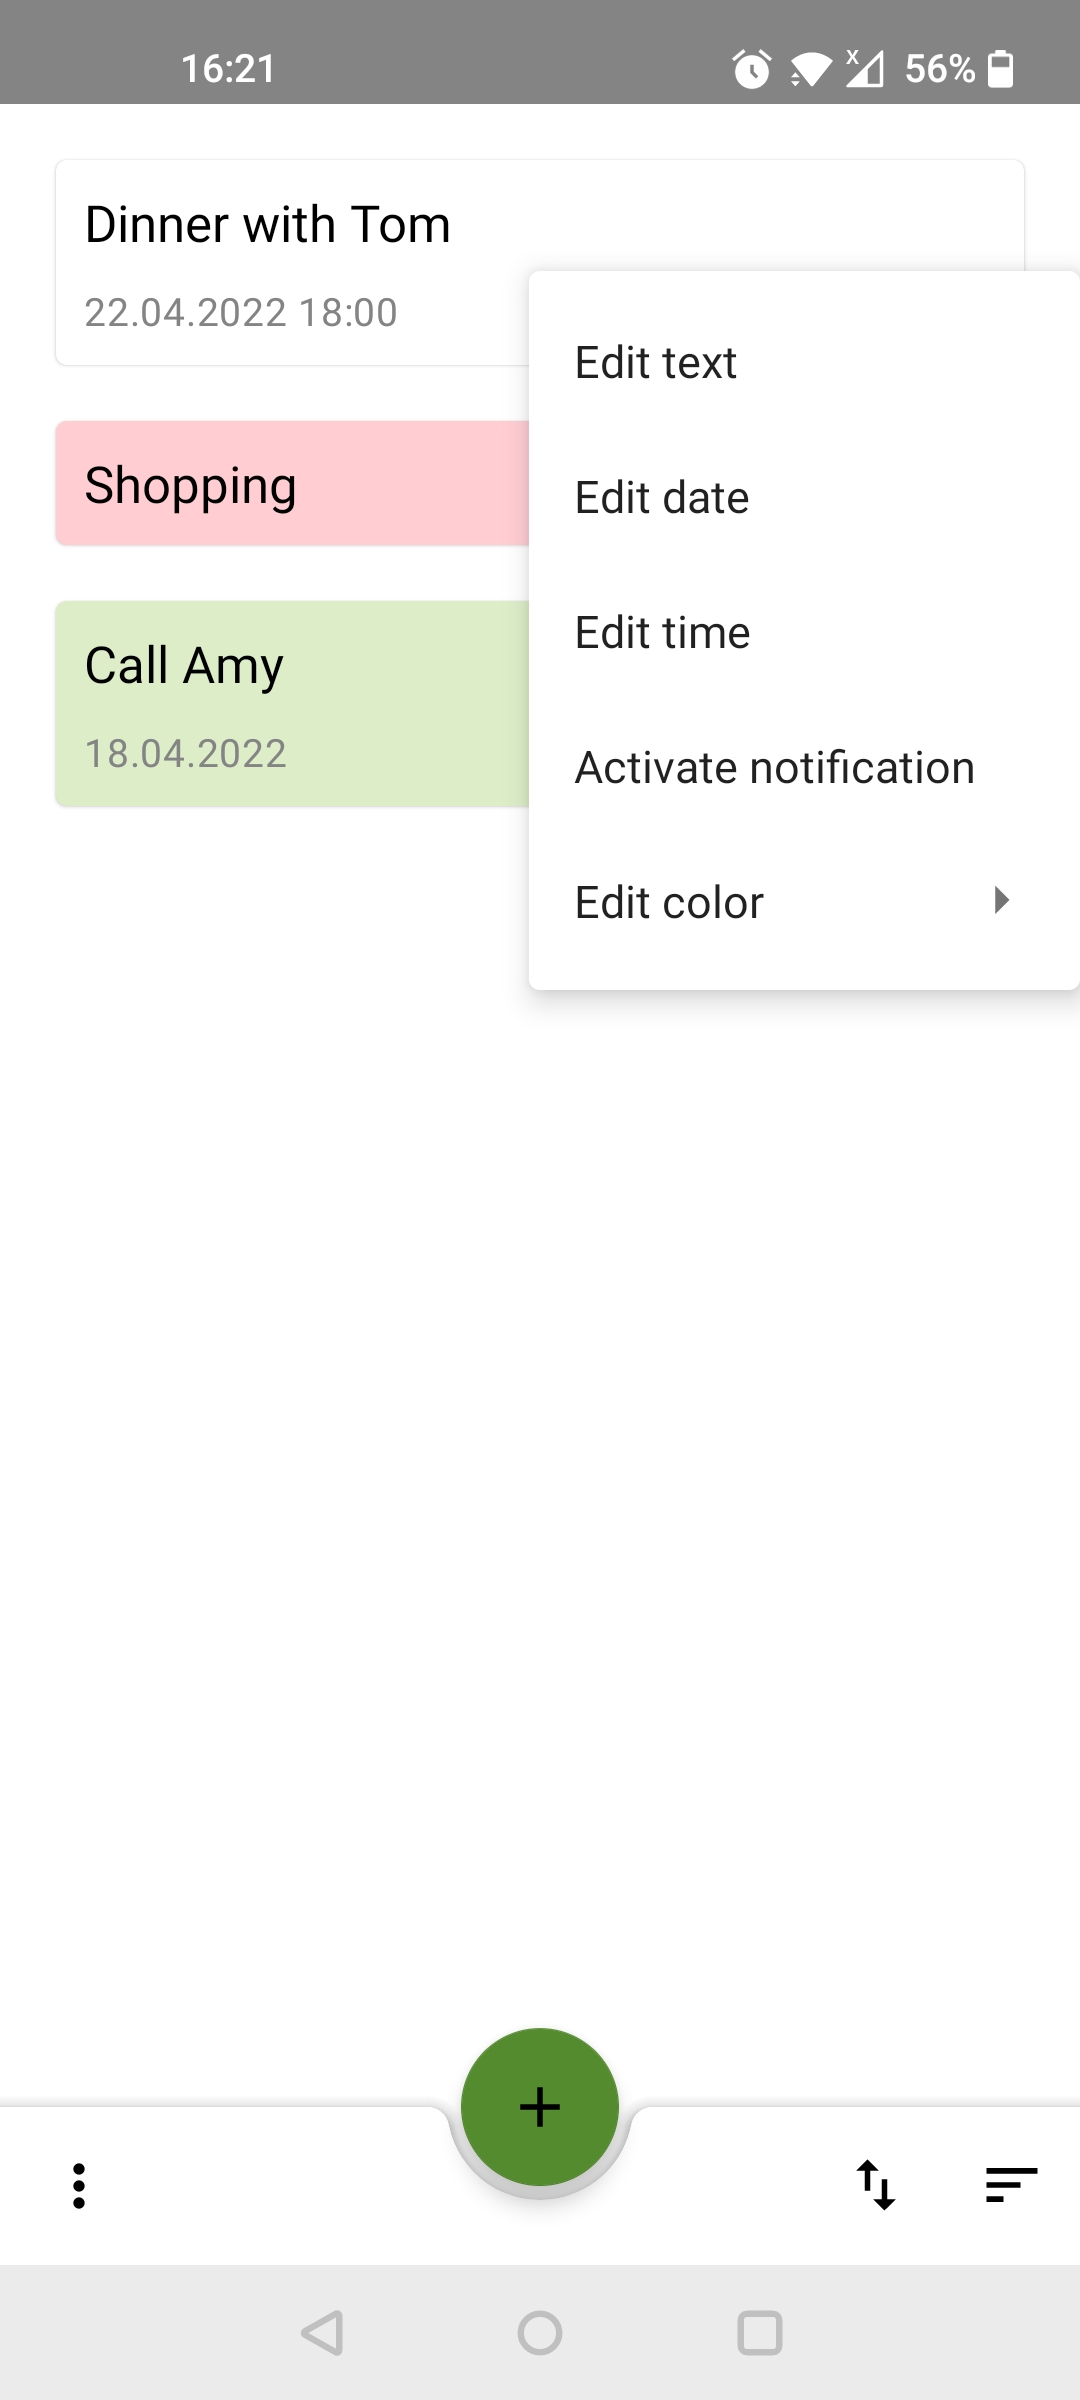 16:21
56%
Dinner with Tom
22.04.2022 18:00
Shopping
Call Amy
18.04.2022
Edit text
Edit date
Edit time
Activate notification
Edit color